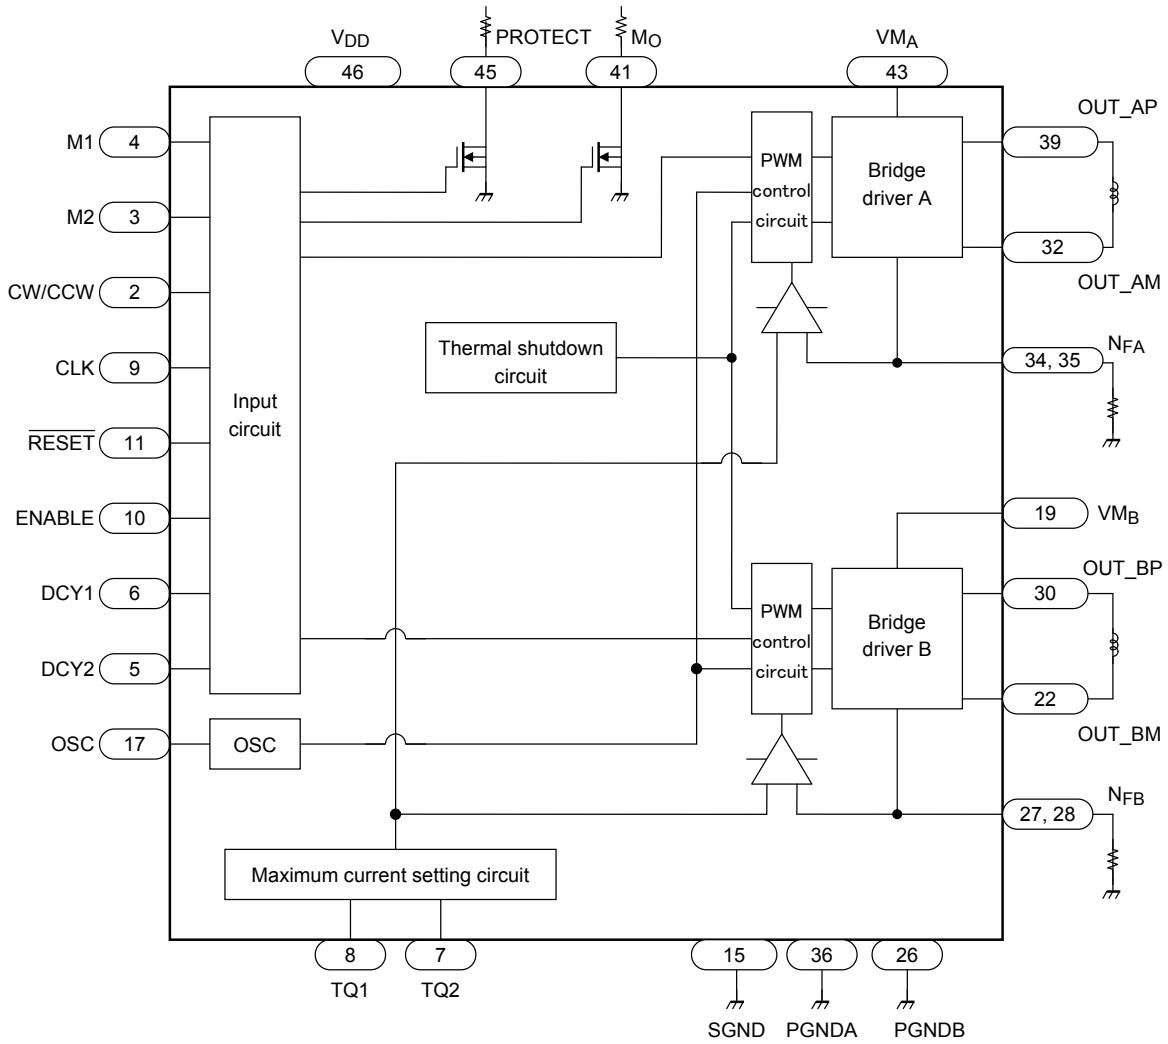 VDD
PROTECT
MO
VMA
46
45
41
43
OUT_AP
M1
4
39
PWM
control
circuit
Bridge
driver A
M2
3
32
OUT_AM
CW/CCW
2
Thermal shutdown
circuit
NFA
34, 35
CLK
9
Input
circuit
RESET
11
ENABLE
10
19
VMB
OUT_BP
DCY1
6
30
PWM
control
circuit
Bridge
driver B
DCY2
5
22
OUT_BM
OSC
17
OSC
NFB
27, 28
Maximum current setting circuit
8
7
15
36
26
TQ1
TQ2
SGND
PGNDA
PGNDB